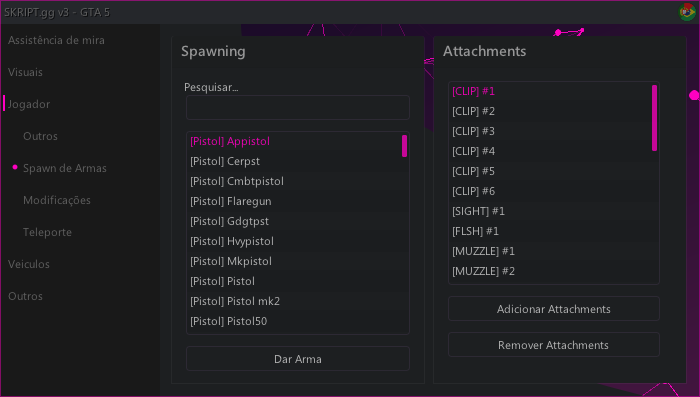 SKRIPT.gg v3 - GTA 5
Assistência de mira
Visuais
Jogador
Outros
Spawn de Armas
Modificações
Teleporte
Veiculos
Outros
Spawning
Pesquisar...
[Pistol] Appistol
[Pistol] Cerpst
[Pistol] Cmbtpistol
[Pistol] Flaregun
[Pistol] Gdgtpst
[Pistol] Hvypistol
[Pistol] Mkpistol
[Pistol] Pistol
[Pistol] Pistol mk2
[Pistol] Pistol50
Dar Arma
Attachments
[CLIP] #1
[CLIP] #2
[CLIP] #3
[CLIP] #4
[CLIP] #5
[CLIP] #6
[SIGHT] #1
[FLSH] #1
[MUZZLE] #1
[MUZZLE] #2
Adicionar Attachments
Remover Attachments